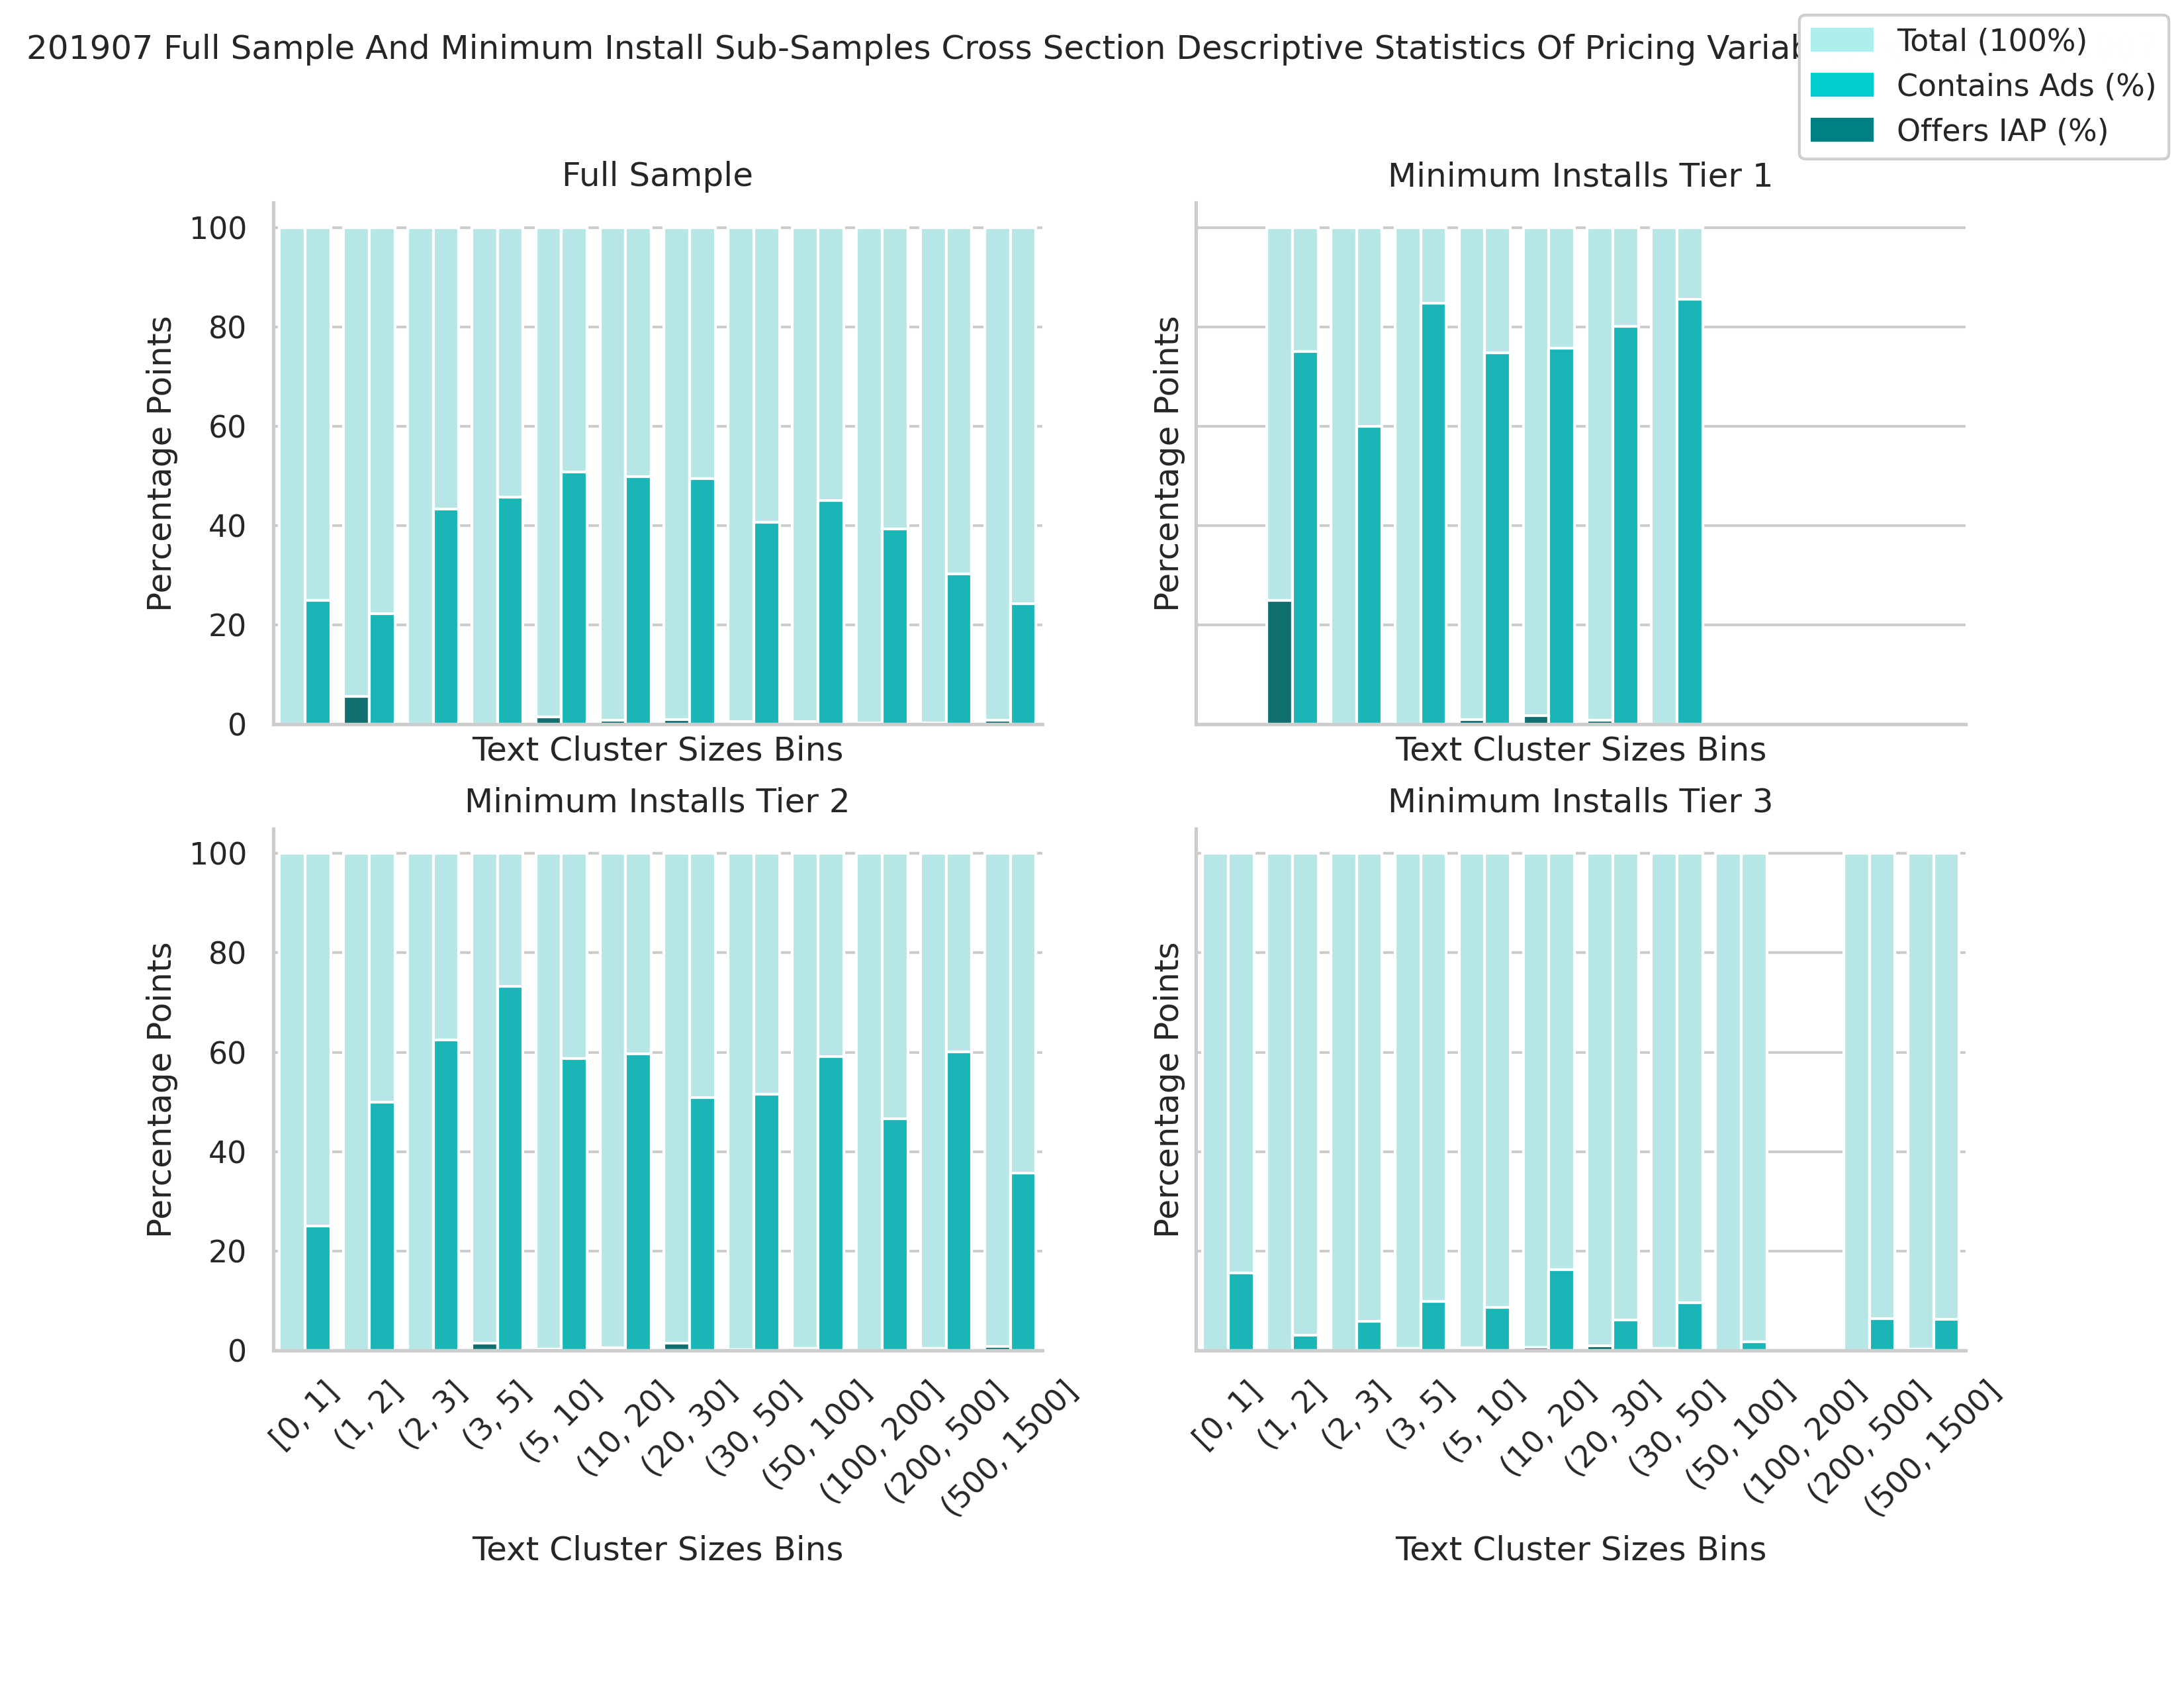 201907 Full Sample And Minimum Install Sub-Samples Cross Section Descriptive Statistics Of Pricing
Total (100%)
Contains Ads (%)
Offers IAP (%)
Full Sample
Minimum Installs Tier 1
100
80
60
40
20
0
Percentage Points
Percentage Points
Text Cluster Sizes Bins
Text Cluster Sizes Bins
Minimum Installs Tier 2
Minimum Installs Tier 3
100
80
60
40
20
0
Percentage Points
Percentage Points
[0, 1]
(1, 2]
(2, 3]
(3, 5]
(5, 10]
(10, 20]
(20, 30]
(30, 50]
(50, 100]
(100, 200]
(200, 500]
(500, 1500]
[0, 1]
(1, 2]
(2, 3]
(3, 5]
(5, 10]
(10, 20]
(20, 30]
(30, 50]
(50, 100]
(100, 200]
(200, 500]
(500, 1500]
Text Cluster Sizes Bins
Text Cluster Sizes Bins